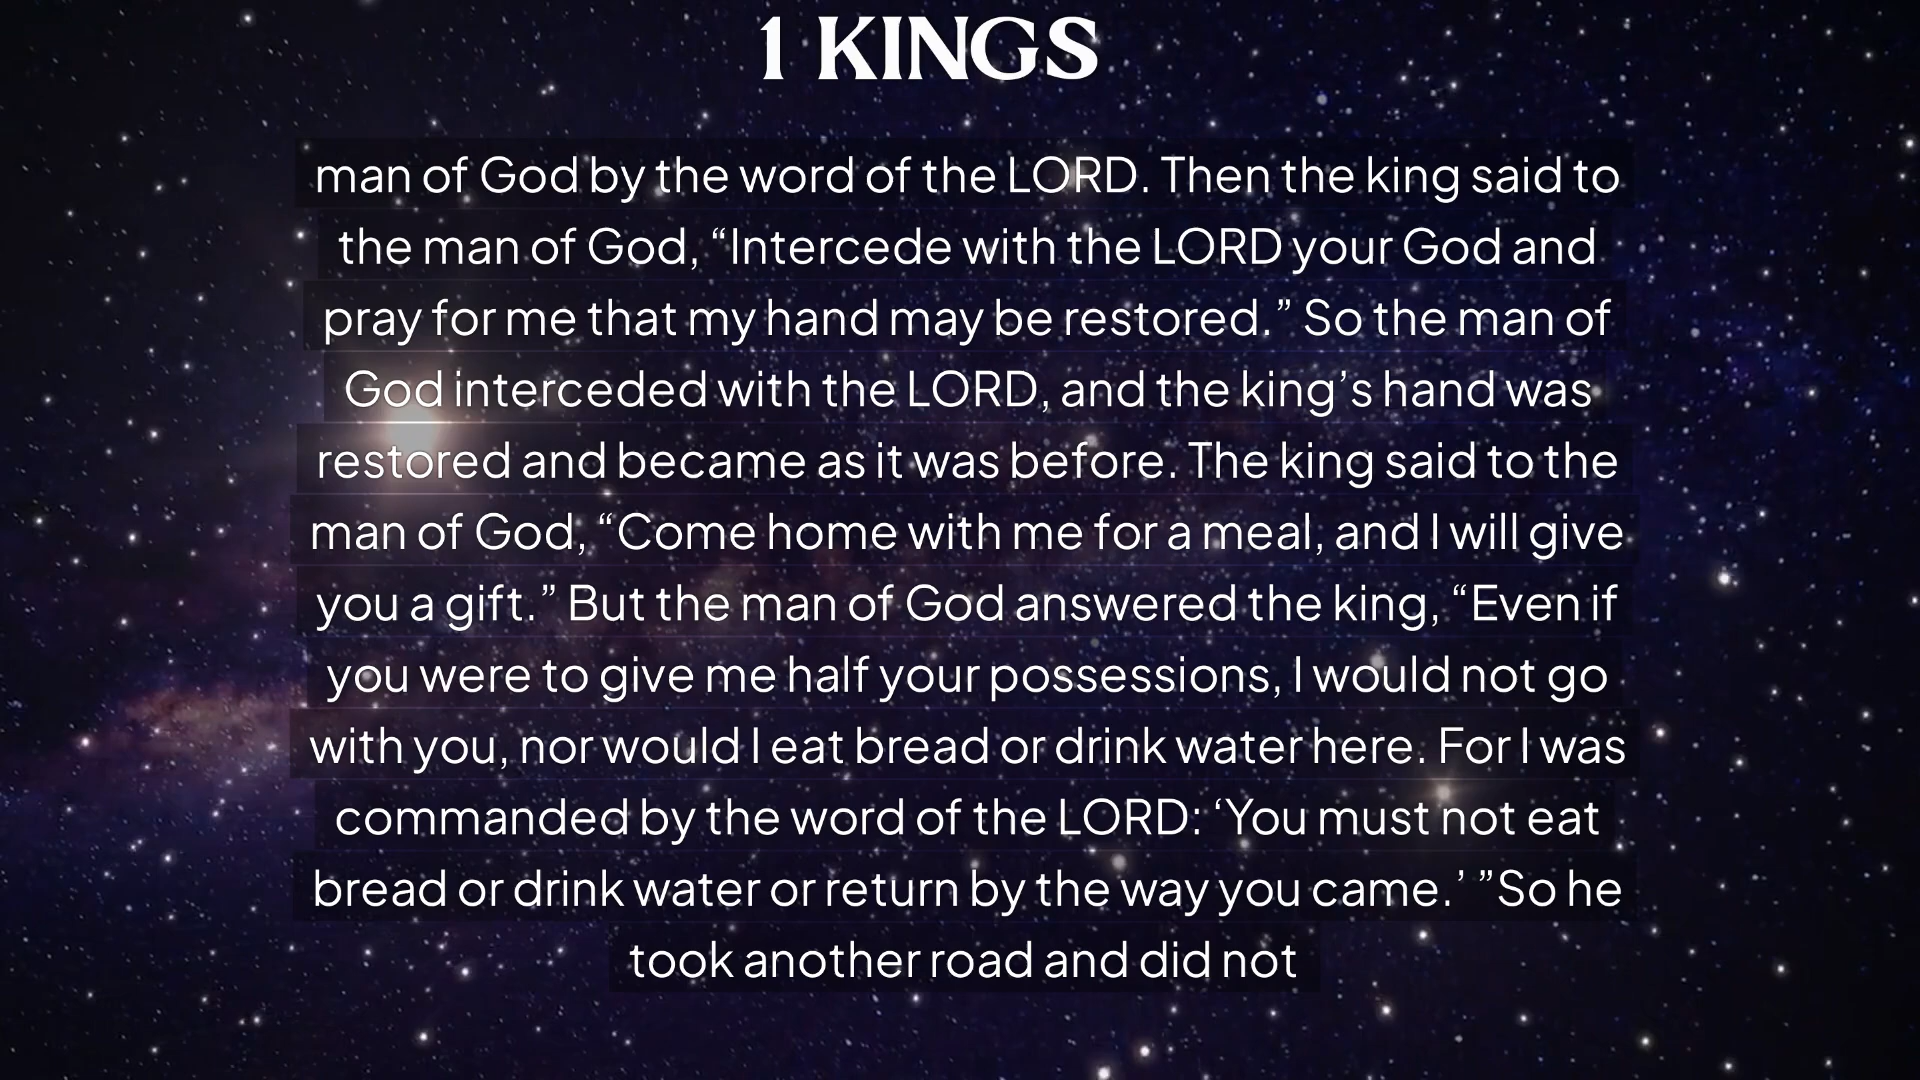 1 KINGS
man of God by the word of the LORD. Then the king said to
the man of God, “Intercede with the LORD your God and
pray for me that my hand may be restored.” So the man of
God interceded with the LORD, and the king’s hand was
restored and became as it was before. The king said to the
man of God, “Come home with me for a meal, and I will give
you a gift.” But the man of God answered the king, “Even if
you were to give me half your possessions, I would not go
with you, nor would I eat bread or drink water here. For I was
commanded by the word of the LORD: ‘You must not eat
bread or drink water or return by the way you came.’ ”So he
took another road and did not